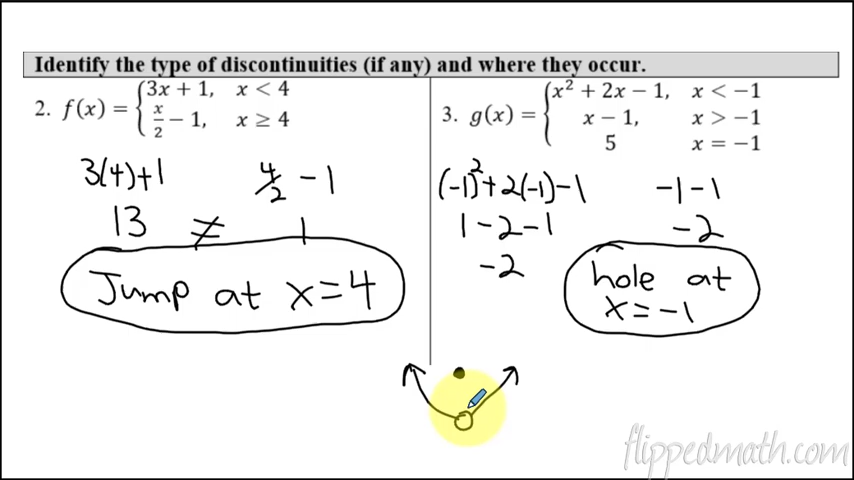 Identify the type of discontinuities (if any) and where they occur.
2. f(x) = { 3x + 1, x < 4
x/2 − 1, x ≥ 4
3(4)+1 4/2 −1
13 ≠ 1
Jump at x=4
3. g(x) = { x² + 2x − 1, x < −1
x − 1, x > −1
5 x = −1
(-1)²+2(-1)-1 -1-1
1-2-1 -2
-2
hole at
x=-1
flippedmath.com